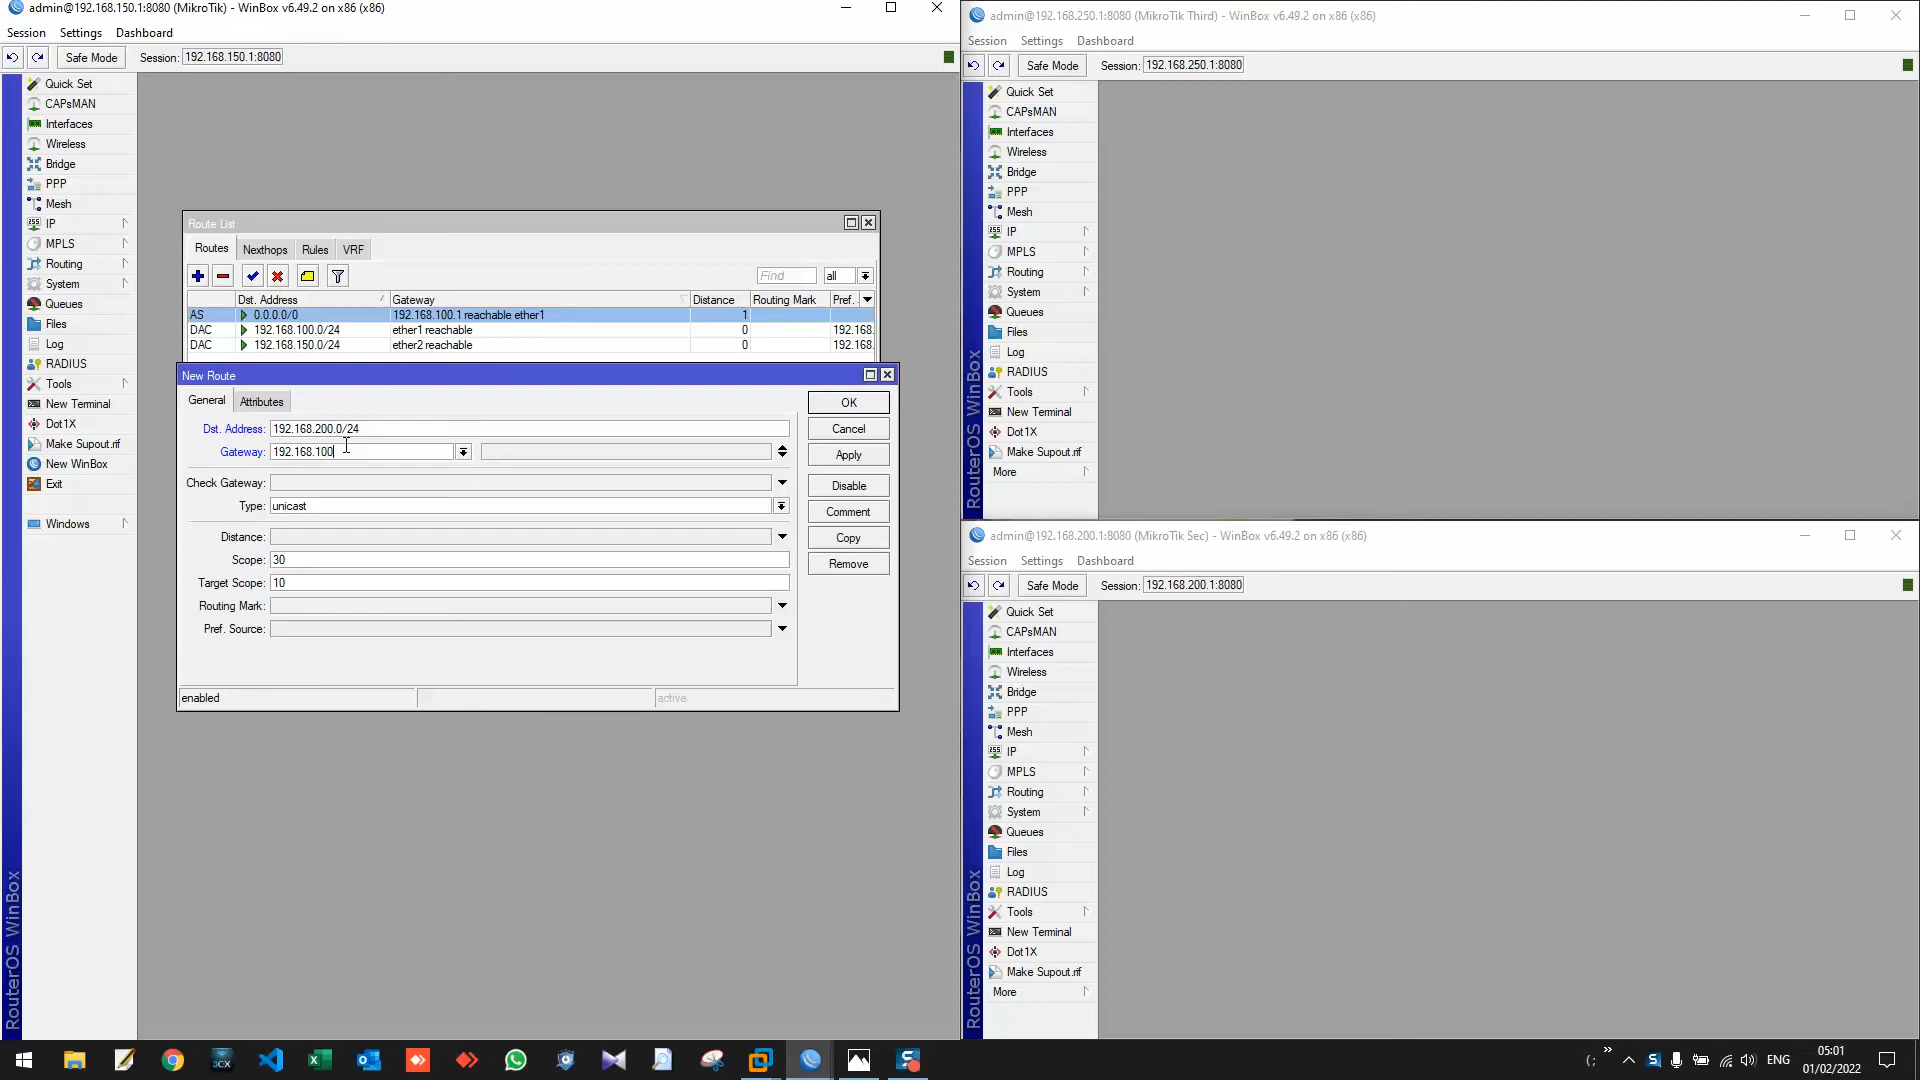 admin@192.168.150.1:8080 (MikroTik) - WinBox v6.49.2 on x86 (x86)
Session Settings Dashboard
Safe Mode Session: 192.168.150.1:8080
Quick Set
CAPsMAN
Interfaces
Wireless
Bridge
PPP
Mesh
IP
MPLS
Routing
System
Queues
Files
Log
RADIUS
Tools
New Terminal
Dot1X
Make Supout.rif
New WinBox
Exit
Windows
RouterOS WinBox
Route List
Routes Nexthops Rules VRF
Find all
Dst. Address Gateway Distance Routing Mark Pref.
AS 0.0.0.0/0 192.168.100.1 reachable ether1 1
DAC 192.168.100.0/24 ether1 reachable 0 192.168.
DAC 192.168.150.0/24 ether2 reachable 0 192.168.
New Route
General Attributes
Dst. Address: 192.168.200.0/24
Gateway: 192.168.100
Check Gateway:
Type: unicast
Distance:
Scope: 30
Target Scope: 10
Routing Mark:
Pref. Source:
OK
Cancel
Apply
Disable
Comment
Copy
Remove
enabled active
admin@192.168.250.1:8080 (MikroTik Third) - WinBox v6.49.2 on x86 (x86)
Session Settings Dashboard
Safe Mode Session: 192.168.250.1:8080
Quick Set
CAPsMAN
Interfaces
Wireless
Bridge
PPP
Mesh
IP
MPLS
Routing
System
Queues
Files
Log
RADIUS
Tools
New Terminal
Dot1X
Make Supout.rif
More
RouterOS WinBox
admin@192.168.200.1:8080 (MikroTik Sec) - WinBox v6.49.2 on x86 (x86)
Session Settings Dashboard
Safe Mode Session: 192.168.200.1:8080
Quick Set
CAPsMAN
Interfaces
Wireless
Bridge
PPP
Mesh
IP
MPLS
Routing
System
Queues
Files
Log
RADIUS
Tools
New Terminal
Dot1X
Make Supout.rif
More
RouterOS WinBox
3CX
ENG
05:01
01/02/2022